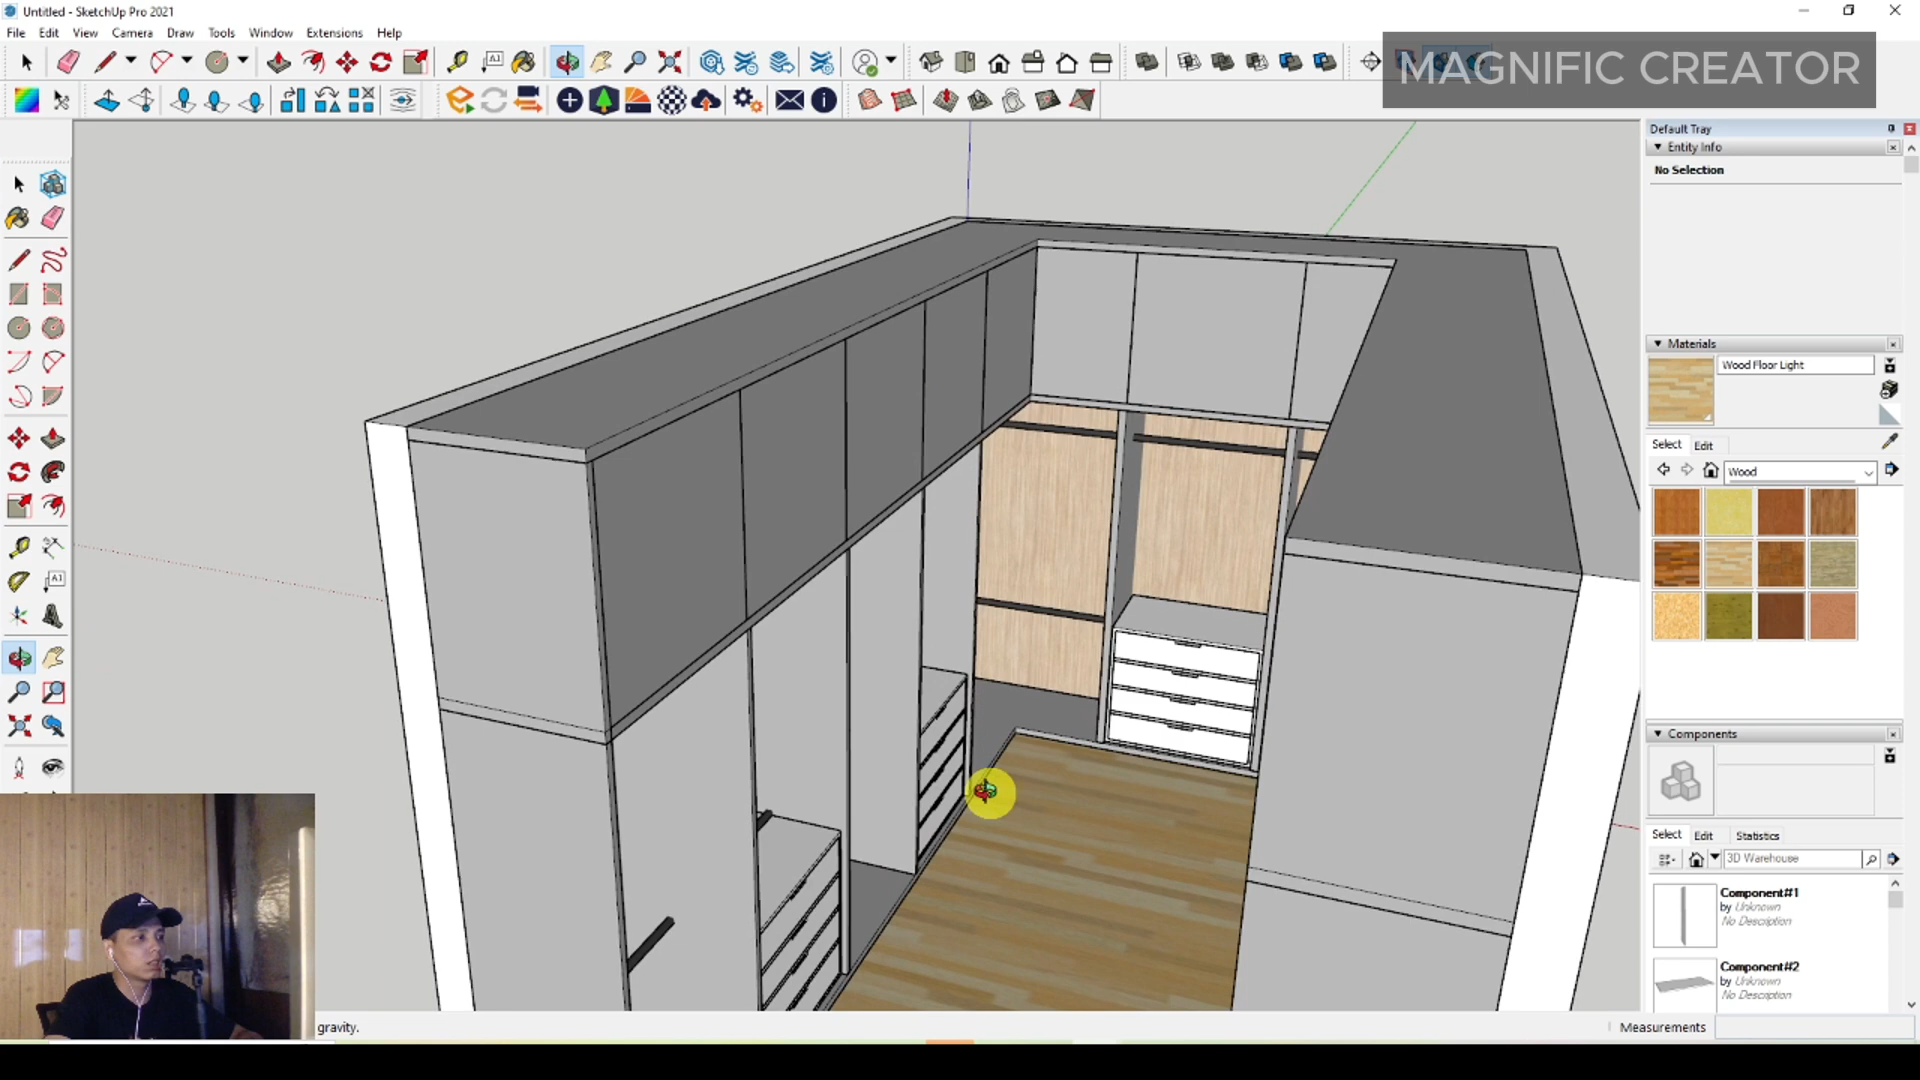 Untitled - SketchUp Pro 2021
File Edit View Camera Draw Tools Window Extensions Help
MAGNIFIC CREATOR
Default Tray
Entity Info
No Selection
Materials
Wood Floor Light
Select Edit
Wood
Components
Select Edit Statistics
3D Warehouse
Component#1
by Unknown
No Description
Component#2
by Unknown
No Description
gravity.
Measurements